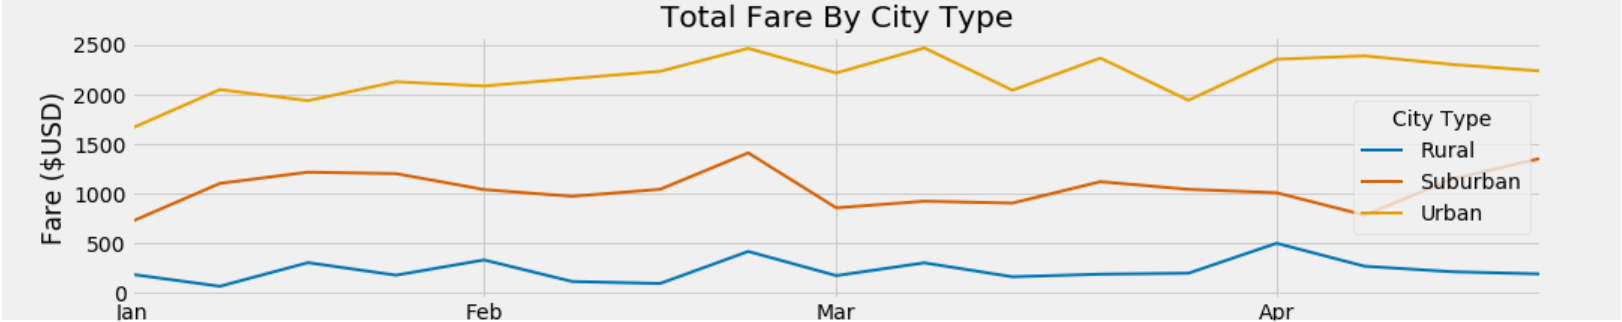 Total Fare By City Type
Fare ($USD)
2500
2000
1500
1000
500
0
Jan
Feb
Mar
Apr
City Type
Rural
Suburban
Urban